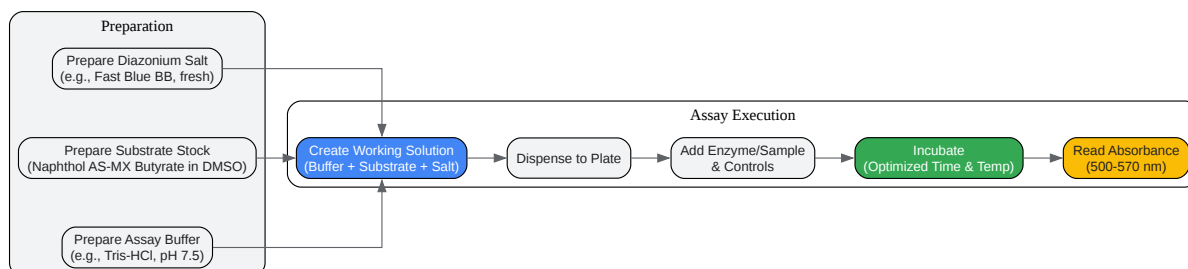 Preparation
Prepare Diazonium Salt
(e.g., Fast Blue BB, fresh)
Prepare Substrate Stock
(Naphthol AS-MX Butyrate in DMSO)
Prepare Assay Buffer
(e.g., Tris-HCl, pH 7.5)
Assay Execution
Create Working Solution
(Buffer + Substrate + Salt)
Dispense to Plate
Add Enzyme/Sample
& Controls
Incubate
(Optimized Time & Temp)
Read Absorbance
(500-570 nm)